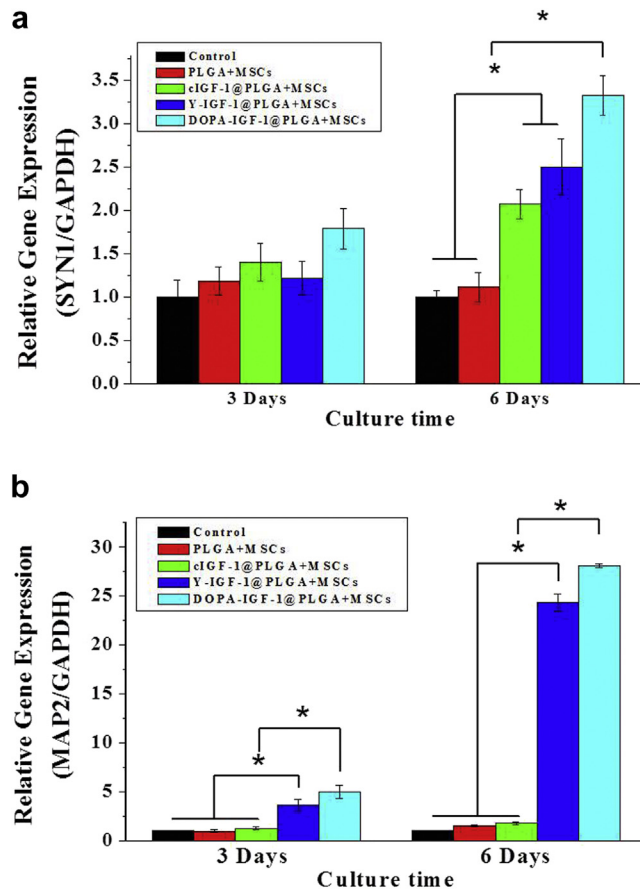 a
*
*
Control
PLGA+MSCs
cIGF-1@PLGA+MSCs
Y-IGF-1@PLGA+MSCs
DOPA-IGF-1@PLGA+MSCs
Relative Gene Expression
(SYN1/GAPDH)
3.5
3.0
2.5
2.0
1.5
1.0
0.5
0.0
3 Days
6 Days
Culture time
b
*
*
*
*
Control
PLGA+MSCs
cIGF-1@PLGA+MSCs
Y-IGF-1@PLGA+MSCs
DOPA-IGF-1@PLGA+MSCs
Relative Gene Expression
(MAP2/GAPDH)
30
25
20
15
10
5
0
3 Days
6 Days
Culture time